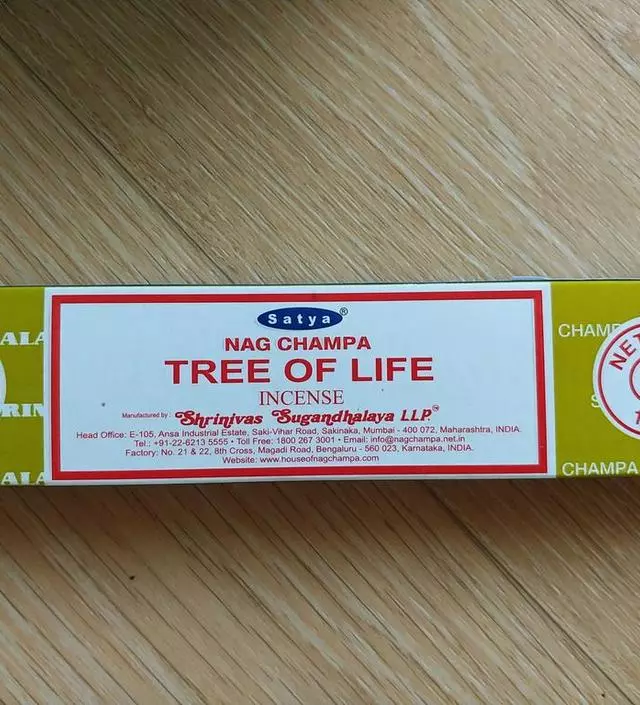 Satya®
NAG CHAMPA
TREE OF LIFE
INCENSE
Manufactured by : Shrinivas Sugandhalaya LLP.™
Head Office: E-105, Ansa Industrial Estate, Saki-Vihar Road, Sakinaka, Mumbai - 400 072, Maharashtra, INDIA.
Tel.: +91-22-6213 5555 • Toll Free: 1800 267 3001 • Email: info@nagchampa.net.in
Factory: No. 21 & 22, 8th Cross, Magadi Road, Bengaluru - 560 023, Karnataka, INDIA.
Website: www.houseofnagchampa.com
CHAMP
NET
CHAMPA